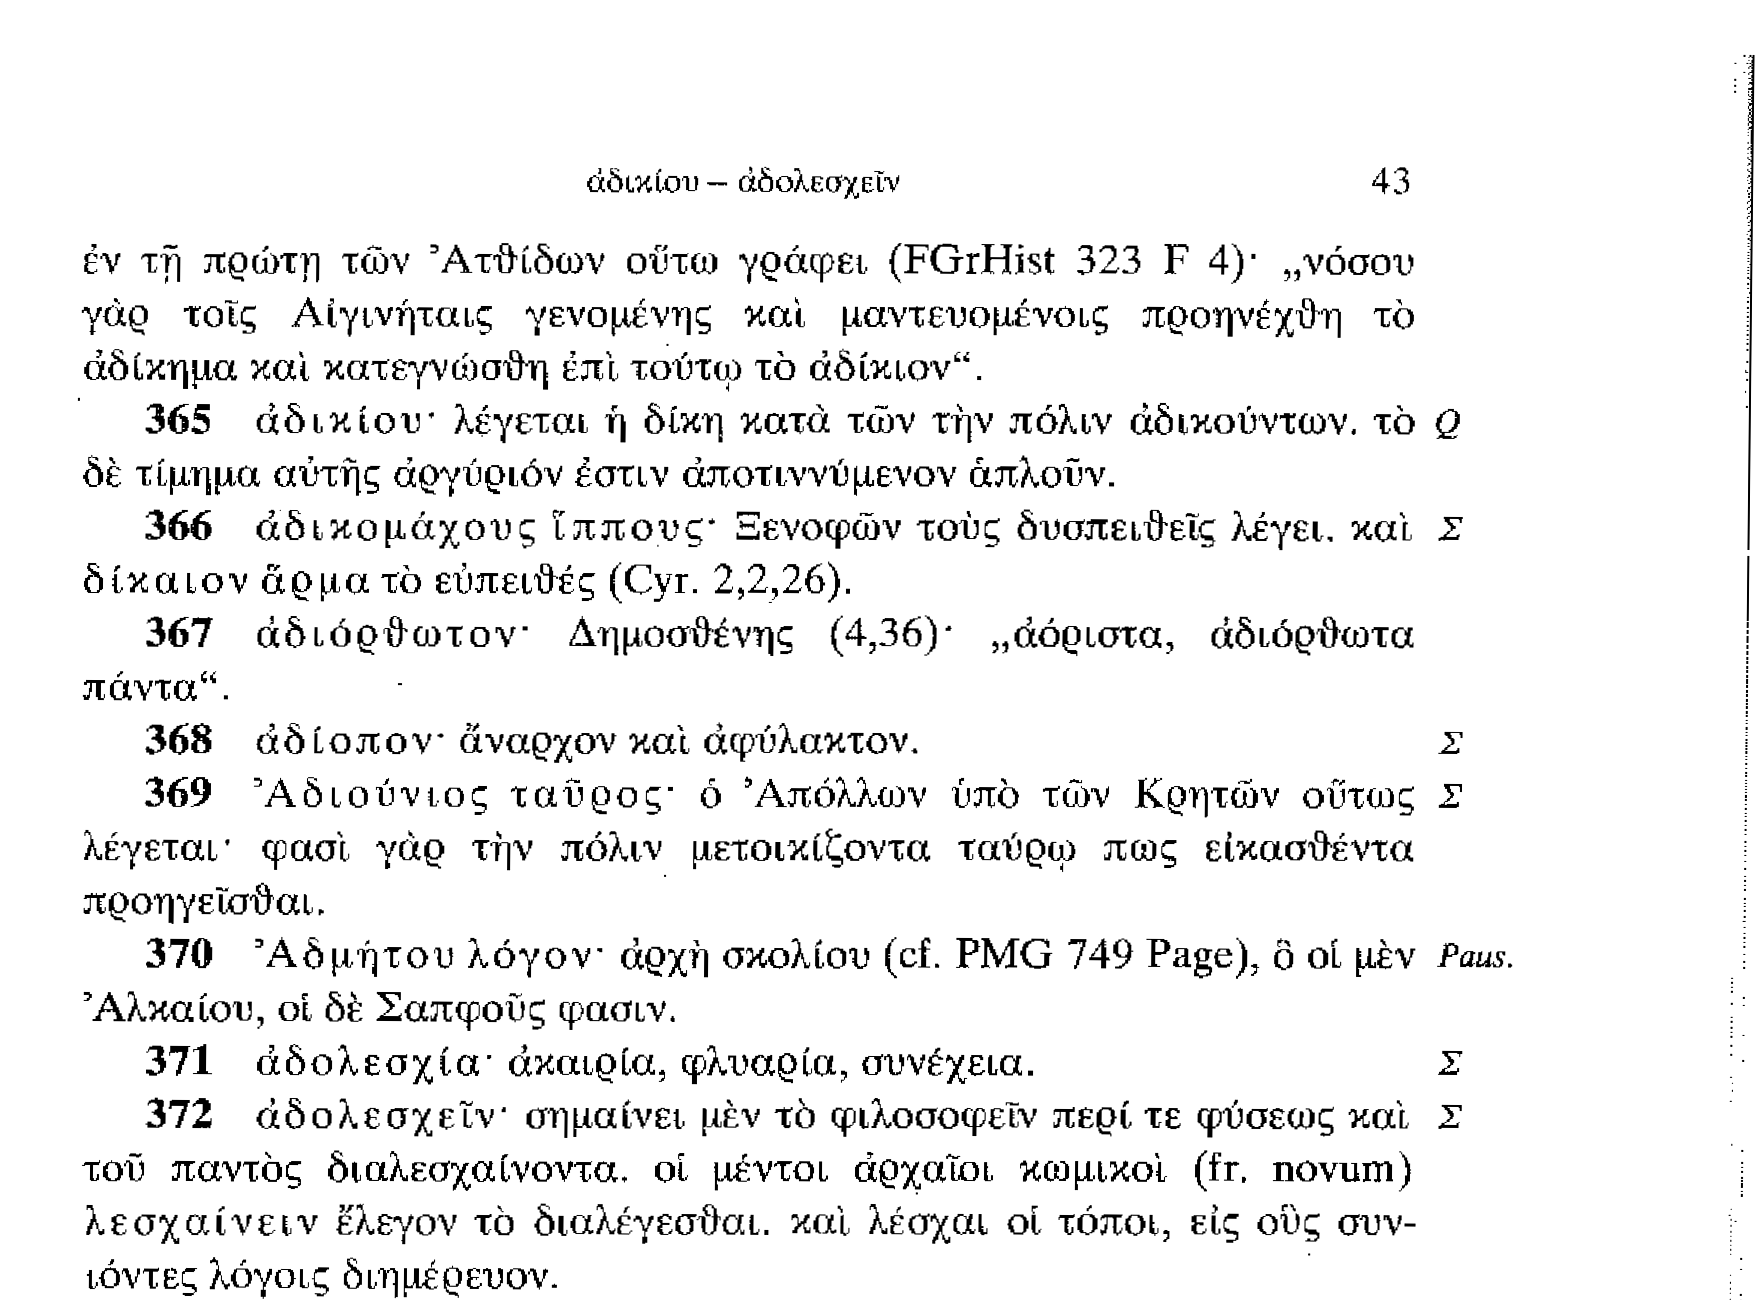 ἀδικίου – ἀδολεσχεῖν 43
ἐν τῇ πρώτῃ τῶν Ἀτθίδων οὕτω γράφει (FGrHist 323 F 4)· „νόσου
γὰρ τοῖς Αἰγινήταις γενομένης καὶ μαντευομένοις προηνέχθη τὸ
ἀδίκημα καὶ κατεγνώσθη ἐπὶ τούτῳ τὸ ἀδίκιον“.
365 ἀδικίου· λέγεται ἡ δίκη κατὰ τῶν τὴν πόλιν ἀδικούντων. τὸ Q
δὲ τίμημα αὐτῆς ἀργύριόν ἐστιν ἀποτιννύμενον ἁπλοῦν.
366 ἀδικομάχους ἵππους· Ξενοφῶν τοὺς δυσπειθεῖς λέγει. καὶ Σ
δίκαιον ἅρμα τὸ εὐπειθές (Cyr. 2,2,26).
367 ἀδιόρθωτον· Δημοσθένης (4,36)· „ἀόριστα, ἀδιόρθωτα
πάντα“.
368 ἀδίοπον· ἄναρχον καὶ ἀφύλακτον. Σ
369 Ἀδιούνιος ταῦρος· ὁ Ἀπόλλων ὑπὸ τῶν Κρητῶν οὕτως Σ
λέγεται· φασὶ γὰρ τὴν πόλιν μετοικίζοντα ταύρῳ πως εἰκασθέντα
προηγεῖσθαι.
370 Ἀδμήτου λόγον· ἀρχὴ σκολίου (cf. PMG 749 Page), ὃ οἱ μὲν Paus.
Ἀλκαίου, οἱ δὲ Σαπφοῦς φασιν.
371 ἀδολεσχία· ἀκαιρία, φλυαρία, συνέχεια. Σ
372 ἀδολεσχεῖν· σημαίνει μὲν τὸ φιλοσοφεῖν περί τε φύσεως καὶ Σ
τοῦ παντὸς διαλεσχαίνοντα. οἱ μέντοι ἀρχαῖοι κωμικοὶ (fr. novum)
λεσχαίνειν ἔλεγον τὸ διαλέγεσθαι. καὶ λέσχαι οἱ τόποι, εἰς οὓς συν-
ιόντες λόγοις διημέρευον.